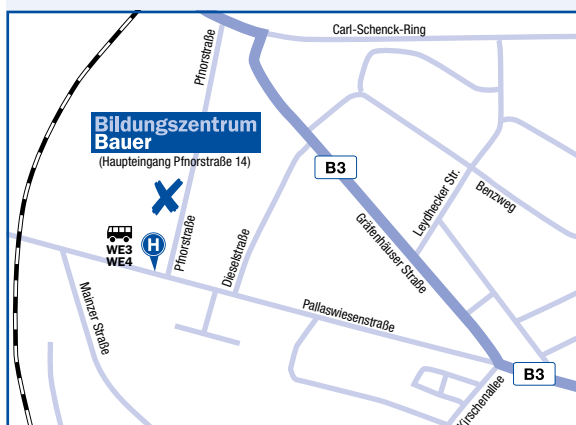 Carl-Schenck-Ring
Pfnorstraße
Bildungszentrum
Bauer
(Haupteingang Pfnorstraße 14)
B3
Leydhecker Str.
Benzweg
WE3
WE4
H
Pfnorstraße
Dieselstraße
Gräfenhäuser Straße
Mainzer Straße
Pallaswiesenstraße
B3
Kirschenallee